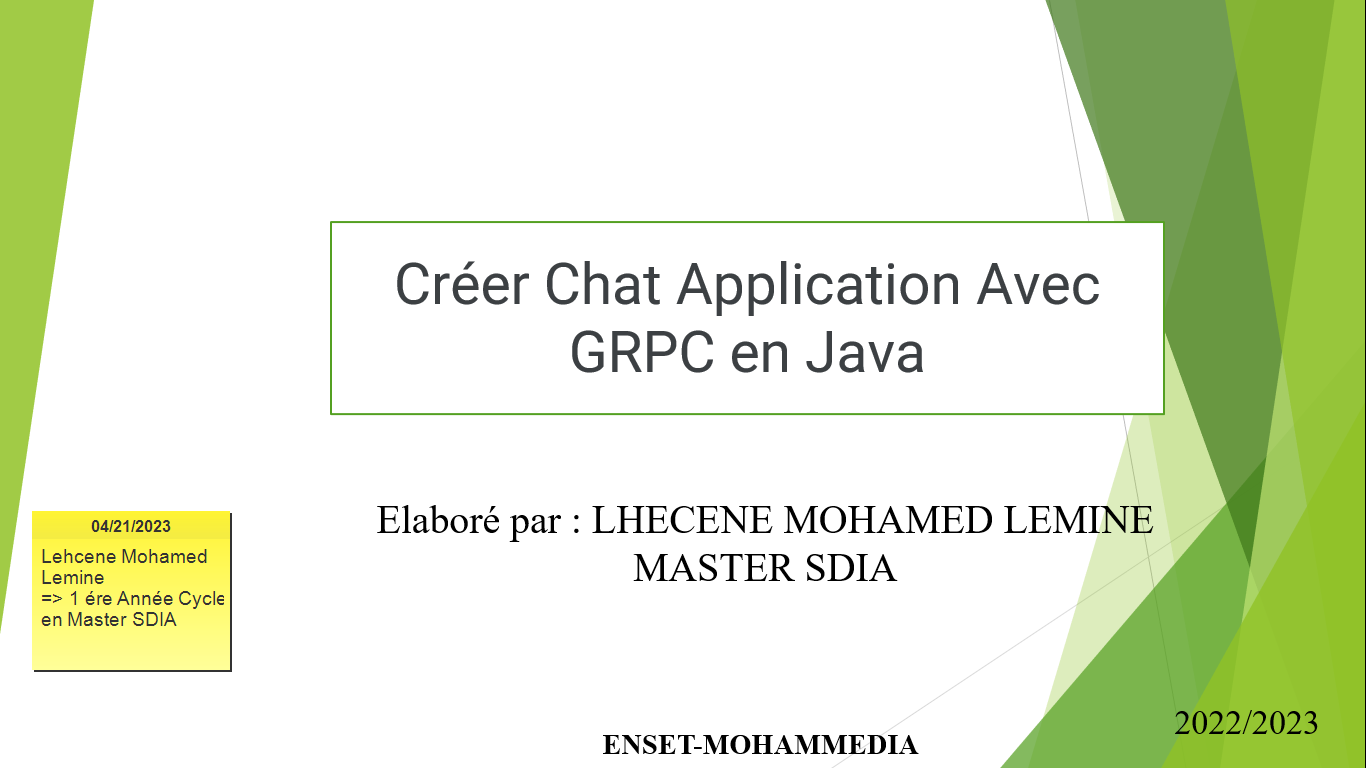 Créer Chat Application Avec
GRPC en Java
Elaboré par : LHECENE MOHAMED LEMINE
MASTER SDIA
04/21/2023
Lehcene Mohamed
Lemine
=> 1 ére Année Cycle
en Master SDIA
2022/2023
ENSET-MOHAMMEDIA